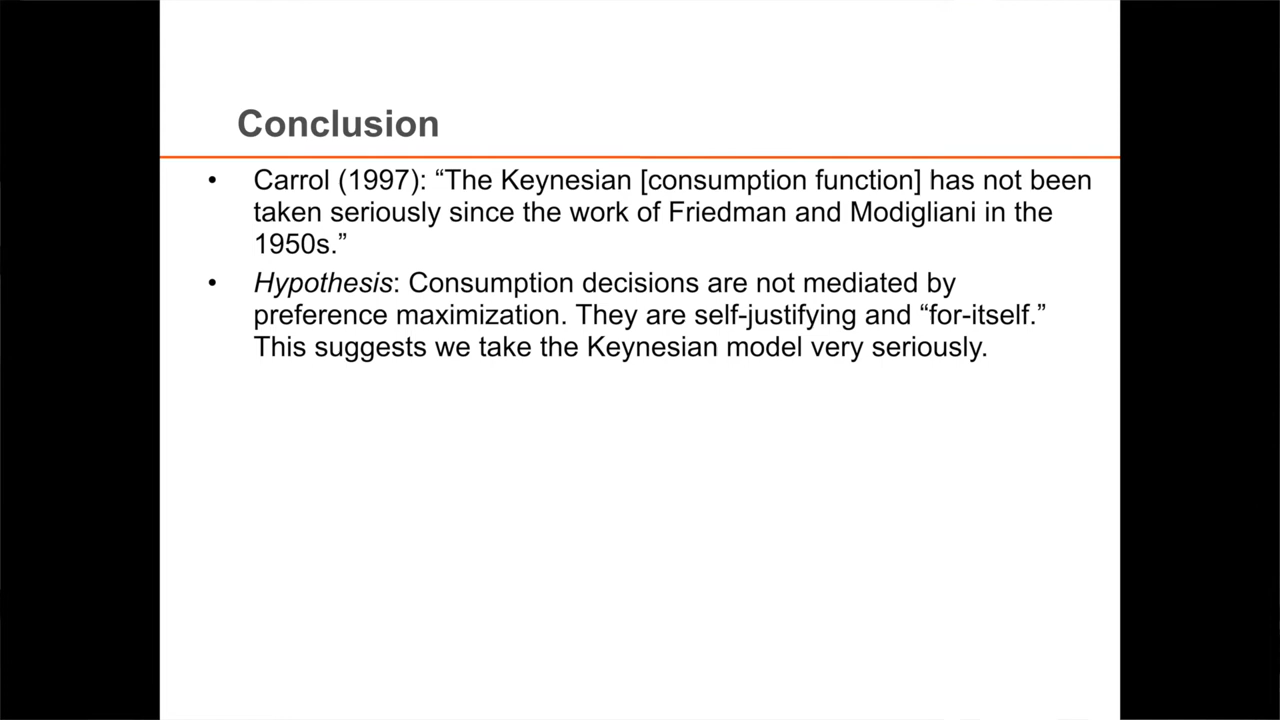 Conclusion
• Carrol (1997): “The Keynesian [consumption function] has not been
taken seriously since the work of Friedman and Modigliani in the
1950s.”
• Hypothesis: Consumption decisions are not mediated by
preference maximization. They are self-justifying and “for-itself.”
This suggests we take the Keynesian model very seriously.